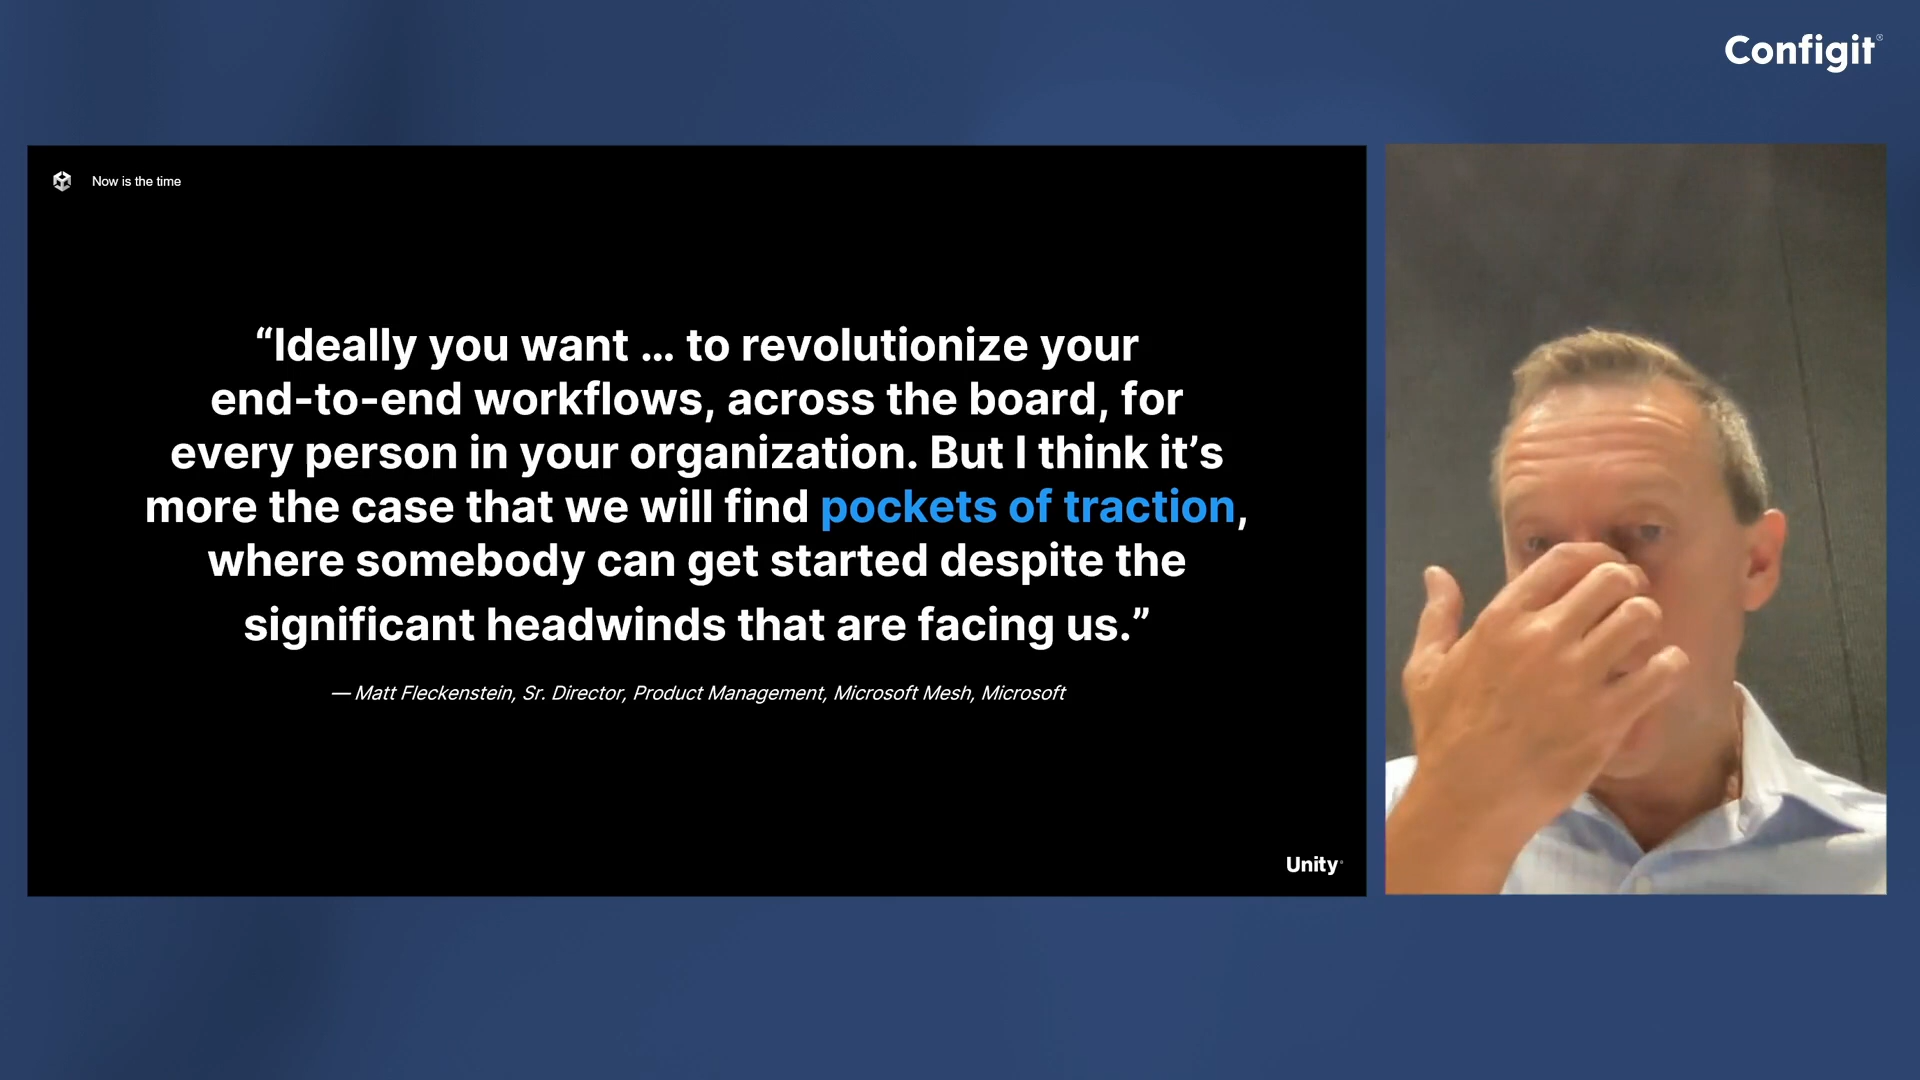 Configit
Now is the time
“Ideally you want ... to revolutionize your
end-to-end workflows, across the board, for
every person in your organization. But I think it’s
more the case that we will find pockets of traction,
where somebody can get started despite the
significant headwinds that are facing us.”
— Matt Fleckenstein, Sr. Director, Product Management, Microsoft Mesh, Microsoft
Unity